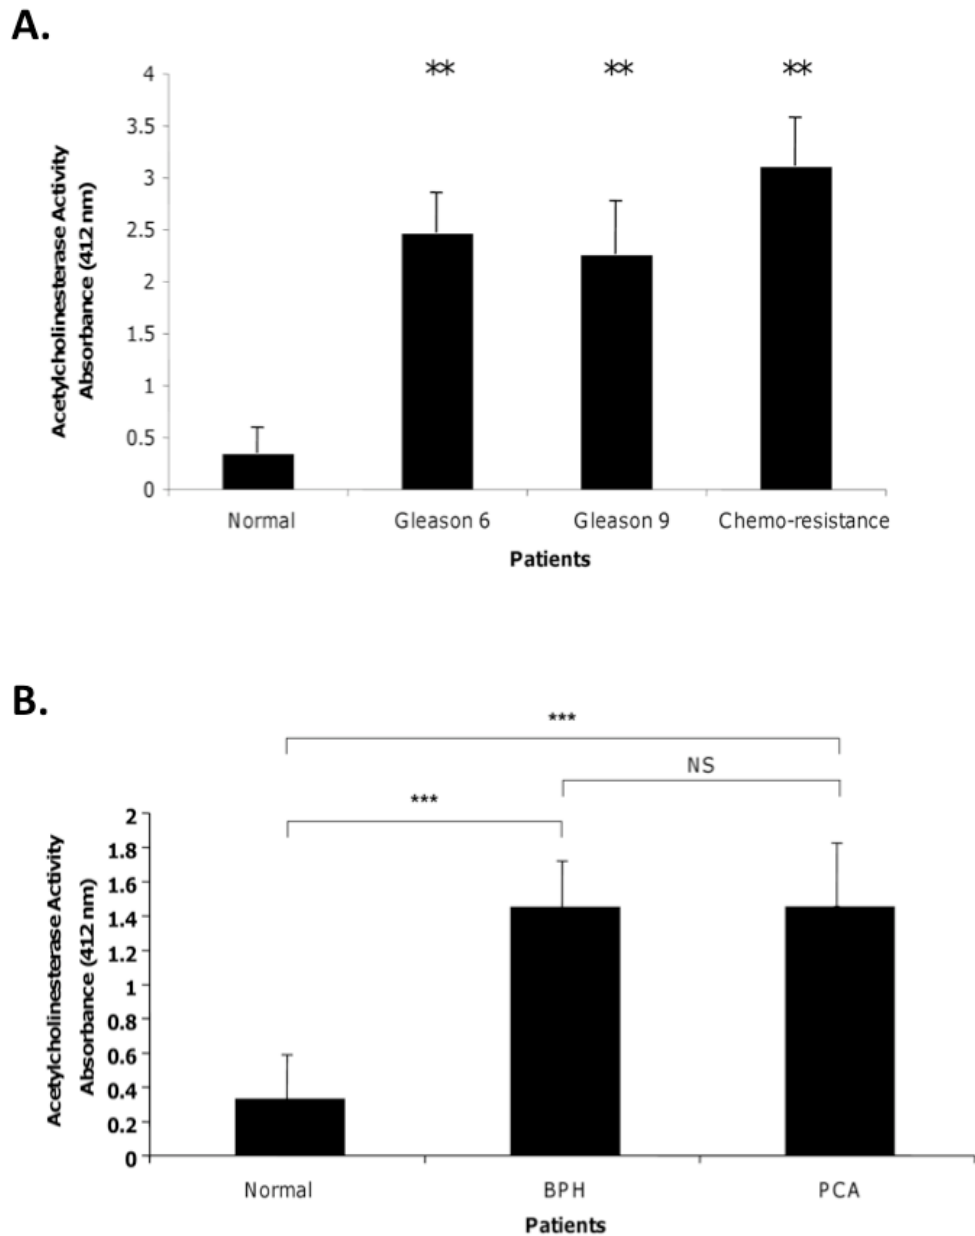 A.
** ** **
4
3.5
3
2.5
2
1.5
1
0.5
0
Acetylcholinesterase Activity
Absorbance (412 nm)
Normal Gleason 6 Gleason 9 Chemo-resistance
Patients
B.
***
NS
***
2
1.8
1.6
1.4
1.2
1
0.8
0.6
0.4
0.2
0
Acetylcholinesterase Activity
Absorbance (412 nm)
Normal BPH PCA
Patients